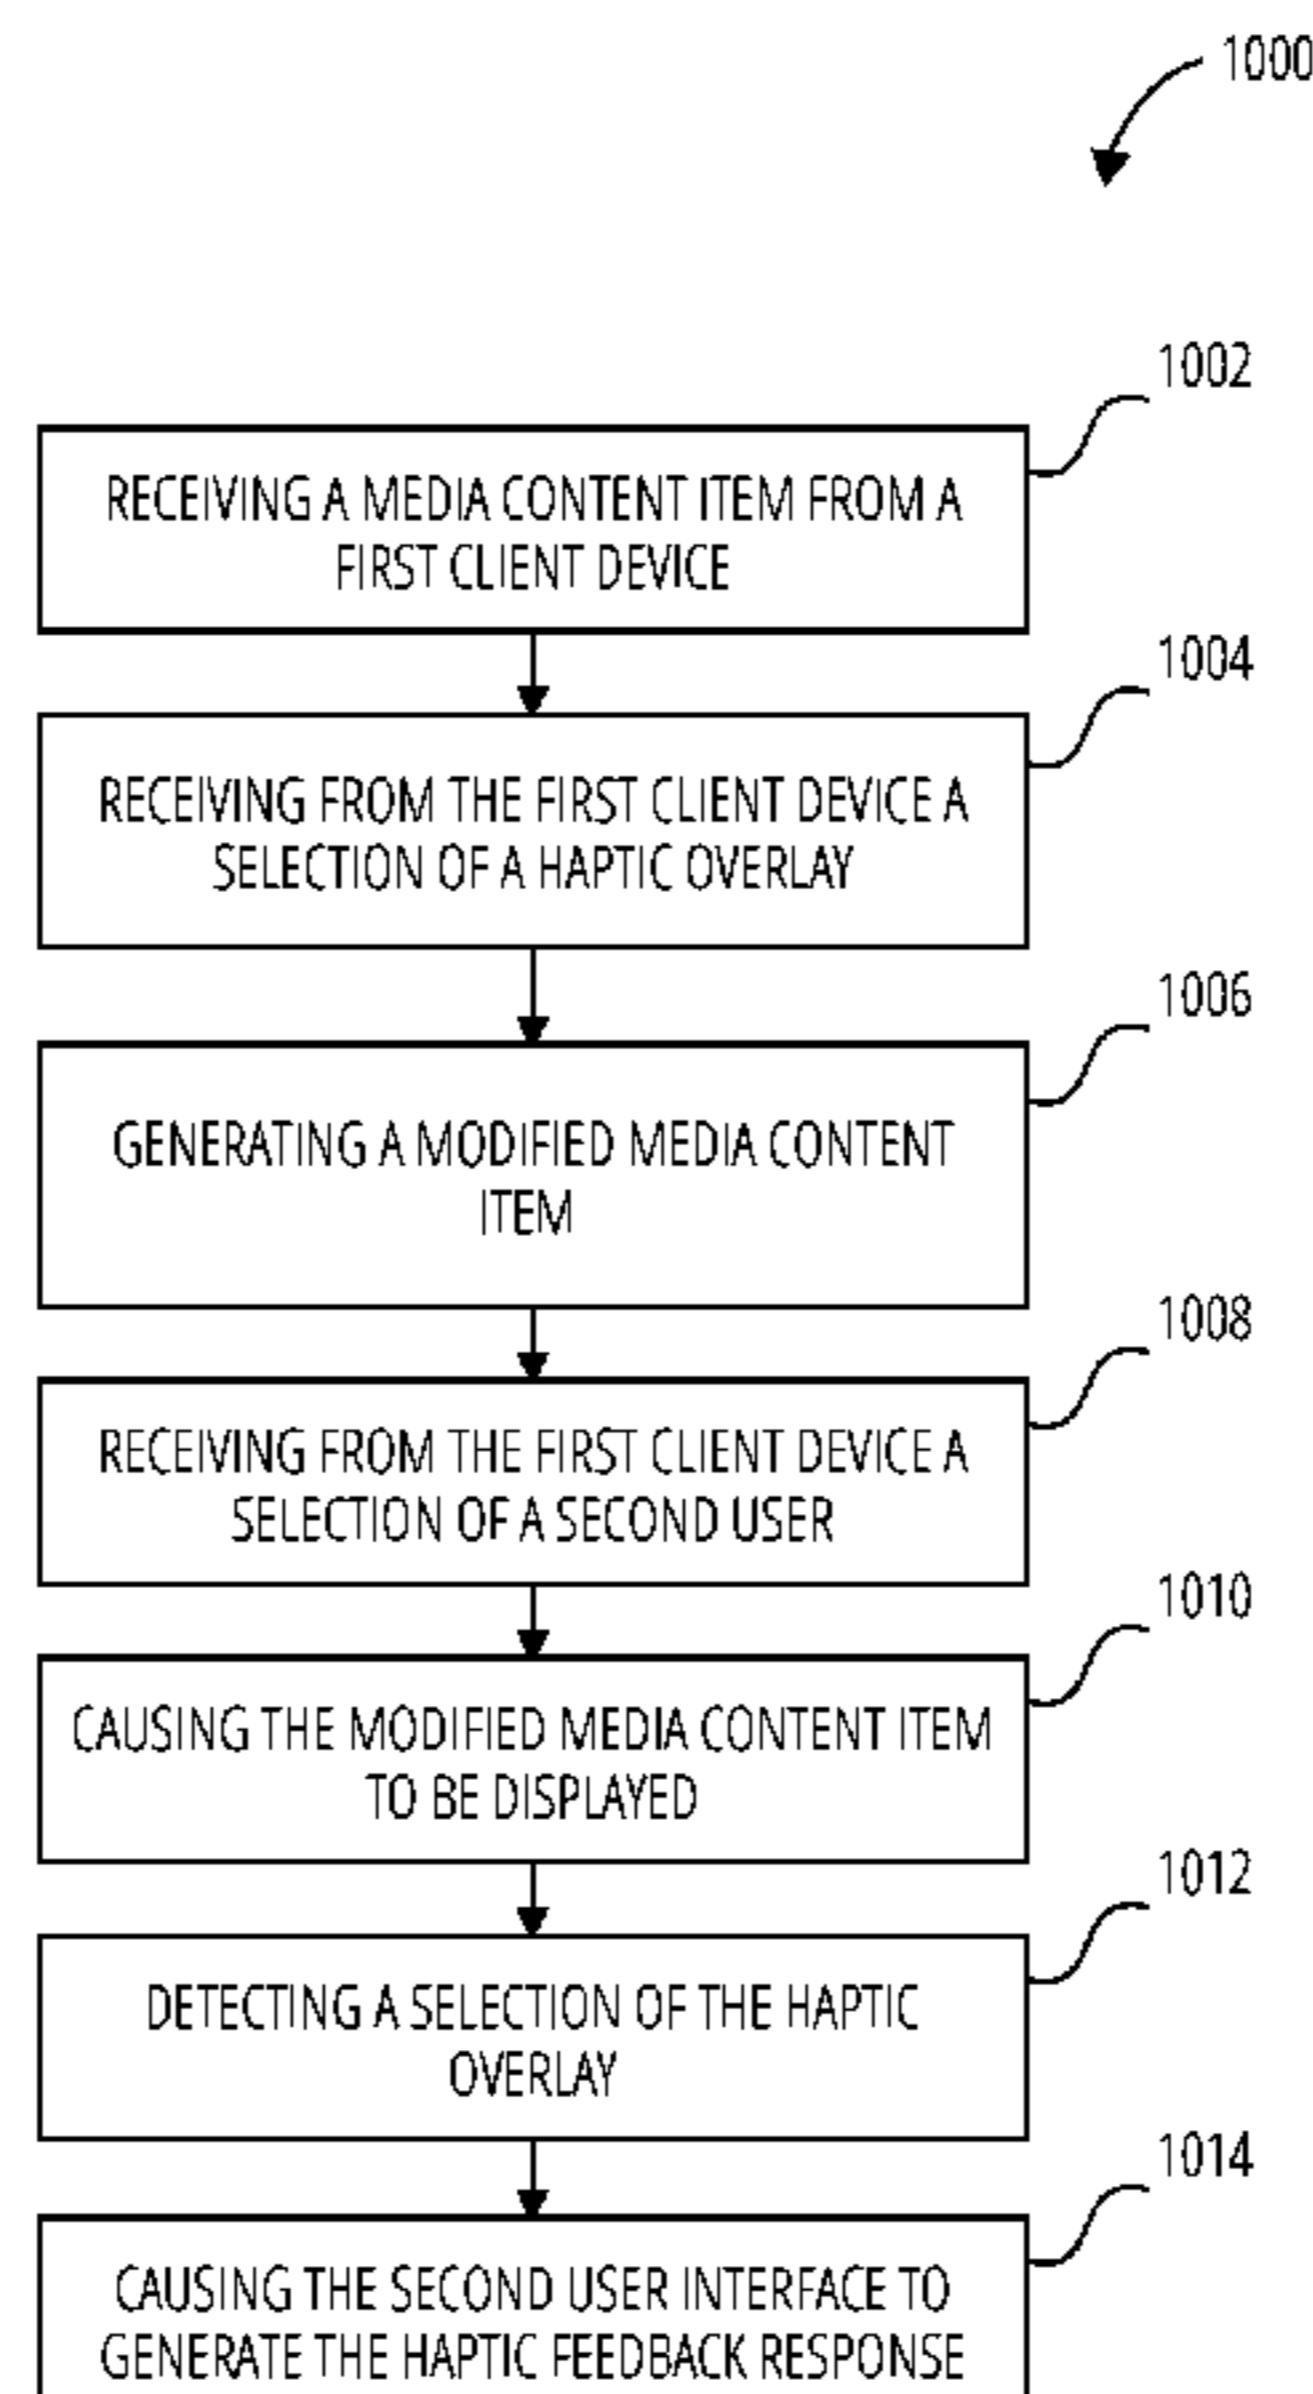 1000
1002
RECEIVING A MEDIA CONTENT ITEM FROM A
FIRST CLIENT DEVICE
1004
RECEIVING FROM THE FIRST CLIENT DEVICE A
SELECTION OF A HAPTIC OVERLAY
1006
GENERATING A MODIFIED MEDIA CONTENT
ITEM
1008
RECEIVING FROM THE FIRST CLIENT DEVICE A
SELECTION OF A SECOND USER
1010
CAUSING THE MODIFIED MEDIA CONTENT ITEM
TO BE DISPLAYED
1012
DETECTING A SELECTION OF THE HAPTIC
OVERLAY
1014
CAUSING THE SECOND USER INTERFACE TO
GENERATE THE HAPTIC FEEDBACK RESPONSE